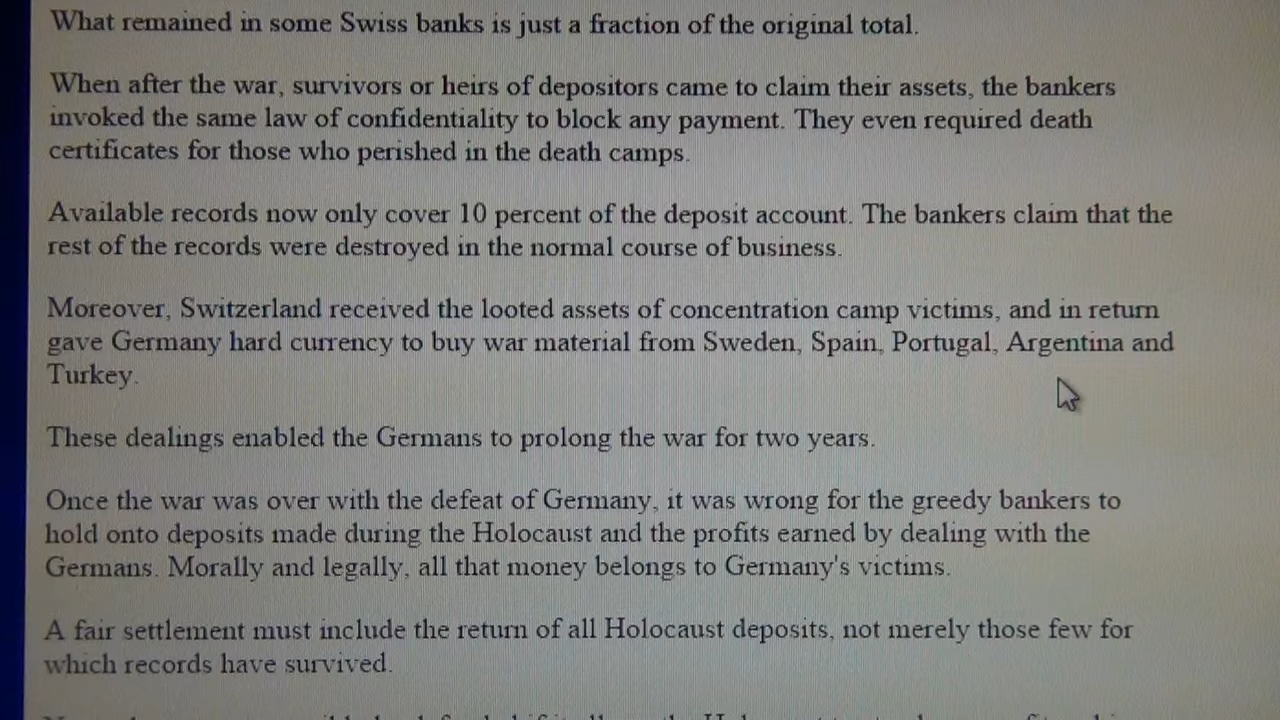 What remained in some Swiss banks is just a fraction of the original total.
When after the war, survivors or heirs of depositors came to claim their assets, the bankers
invoked the same law of confidentiality to block any payment. They even required death
certificates for those who perished in the death camps.
Available records now only cover 10 percent of the deposit account. The bankers claim that the
rest of the records were destroyed in the normal course of business.
Moreover, Switzerland received the looted assets of concentration camp victims, and in return
gave Germany hard currency to buy war material from Sweden, Spain, Portugal, Argentina and
Turkey.
These dealings enabled the Germans to prolong the war for two years.
Once the war was over with the defeat of Germany, it was wrong for the greedy bankers to
hold onto deposits made during the Holocaust and the profits earned by dealing with the
Germans. Morally and legally, all that money belongs to Germany's victims.
A fair settlement must include the return of all Holocaust deposits, not merely those few for
which records have survived.